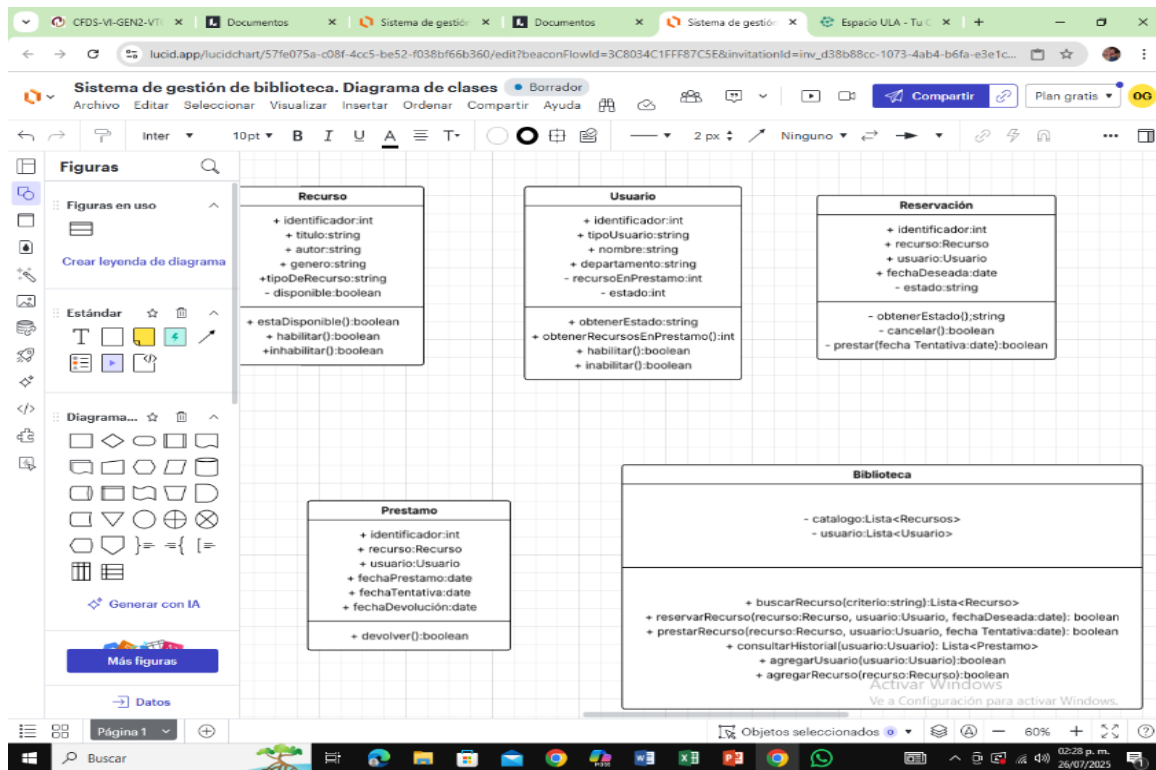 CFDS-VI-GEN2-VT
Documentos
Sistema de gestión
Documentos
Sistema de gestión
Espacio ULA - Tu C
lucid.app/lucidchart/57fe075a-c08f-4cc5-be52-f038bf66b360/edit?beaconFlowId=3C8034C1FFF87C5E&invitationId=inv_d38b88cc-1073-4ab4-b6fa-e3e1c...
Sistema de gestión de biblioteca. Diagrama de clases
Borrador
Archivo Editar Seleccionar Visualizar Insertar Ordenar Compartir Ayuda
Compartir
Plan gratis
OG
Inter 10pt B I U A T 2 px Ninguno
Figuras
Figuras en uso
Crear leyenda de diagrama
Estándar
T
Diagrama...
Generar con IA
Más figuras
Datos
Recurso
+ identificador:int
+ titulo:string
+ autor:string
+ genero:string
+tipoDeRecurso:string
- disponible:boolean
+ estaDisponible():boolean
+ habilitar():boolean
+inhabilitar():boolean
Usuario
+ identificador:int
+ tipoUsuario:string
+ nombre:string
+ departamento:string
- recursoEnPrestamo:int
- estado:int
+ obtenerEstado:string
+ obtenerRecursosEnPrestamo():int
+ habilitar():boolean
+ inabilitar():boolean
Reservación
+ identificador:int
+ recurso:Recurso
+ usuario:Usuario
+ fechaDeseada:date
- estado:string
- obtenerEstado();string
- cancelar():boolean
- prestar(fecha Tentativa:date):boolean
Prestamo
+ identificador:int
+ recurso:Recurso
+ usuario:Usuario
+ fechaPrestamo:date
+ fechaTentativa:date
+ fechaDevolución:date
+ devolver():boolean
Biblioteca
- catalogo:Lista<Recursos>
- usuario:Lista<Usuario>
+ buscarRecurso(criterio:string):Lista<Recurso>
+ reservarRecurso(recurso:Recurso, usuario:Usuario, fechaDeseada:date): boolean
+ prestarRecurso(recurso:Recurso, usuario:Usuario, fecha Tentativa:date): boolean
+ consultarHistorial(usuario:Usuario): Lista<Prestamo>
+ agregarUsuario(usuario:Usuario):boolean
+ agregarRecurso(recurso:Recurso):boolean
Activar Windows
Ve a Configuración para activar Windows.
Página 1
Objetos seleccionados 0
60%
Buscar
02:28 p. m.
26/07/2025